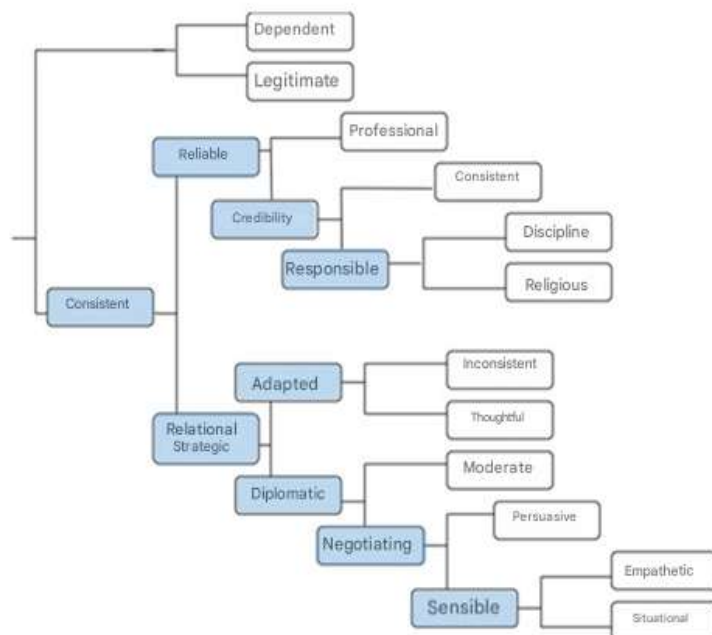 Dependent
Legitimate
Professional
Reliable
Consistent
Credibility
Discipline
Responsible
Religious
Consistent
Inconsistent
Adapted
Thoughtful
Relational
Strategic
Moderate
Diplomatic
Persuasive
Negotiating
Empathetic
Sensible
Situational